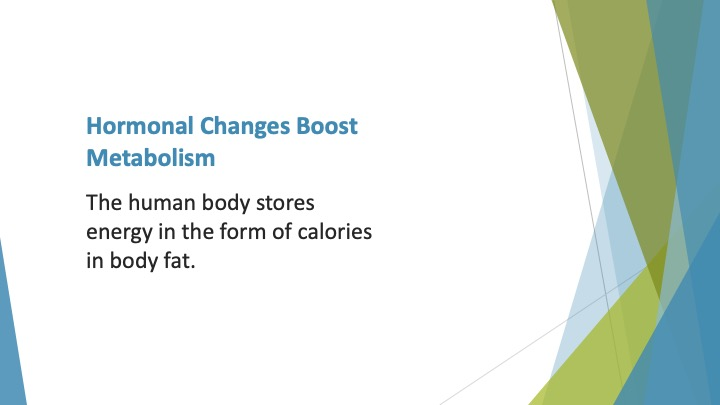 Hormonal Changes Boost
Metabolism
The human body stores
energy in the form of calories
in body fat.